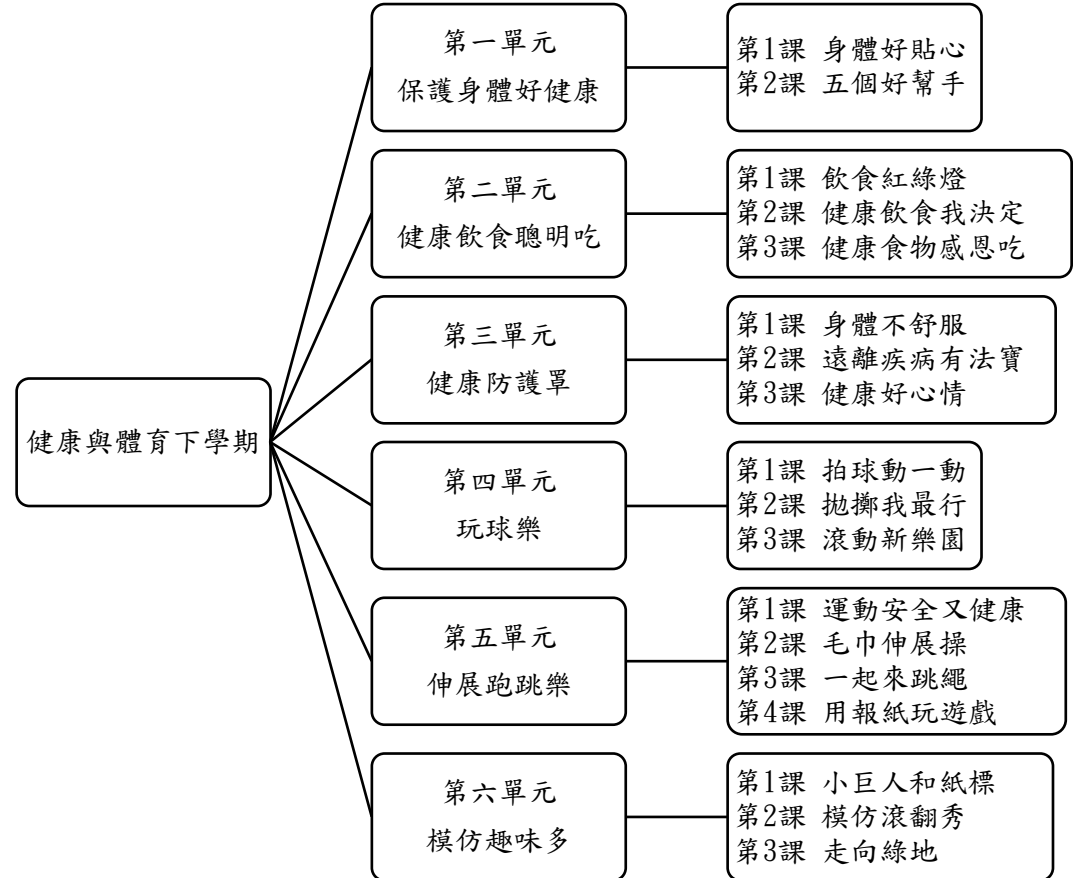 健康與體育下學期
第一單元
保護身體好健康
第1課 身體好貼心
第2課 五個好幫手
第二單元
健康飲食聰明吃
第1課 飲食紅綠燈
第2課 健康飲食我決定
第3課 健康食物感恩吃
第三單元
健康防護罩
第1課 身體不舒服
第2課 遠離疾病有法寶
第3課 健康好心情
第四單元
玩球樂
第1課 拍球動一動
第2課 拋擲我最行
第3課 滾動新樂園
第五單元
伸展跑跳樂
第1課 運動安全又健康
第2課 毛巾伸展操
第3課 一起來跳繩
第4課 用報紙玩遊戲
第六單元
模仿趣味多
第1課 小巨人和紙標
第2課 模仿滾翻秀
第3課 走向綠地